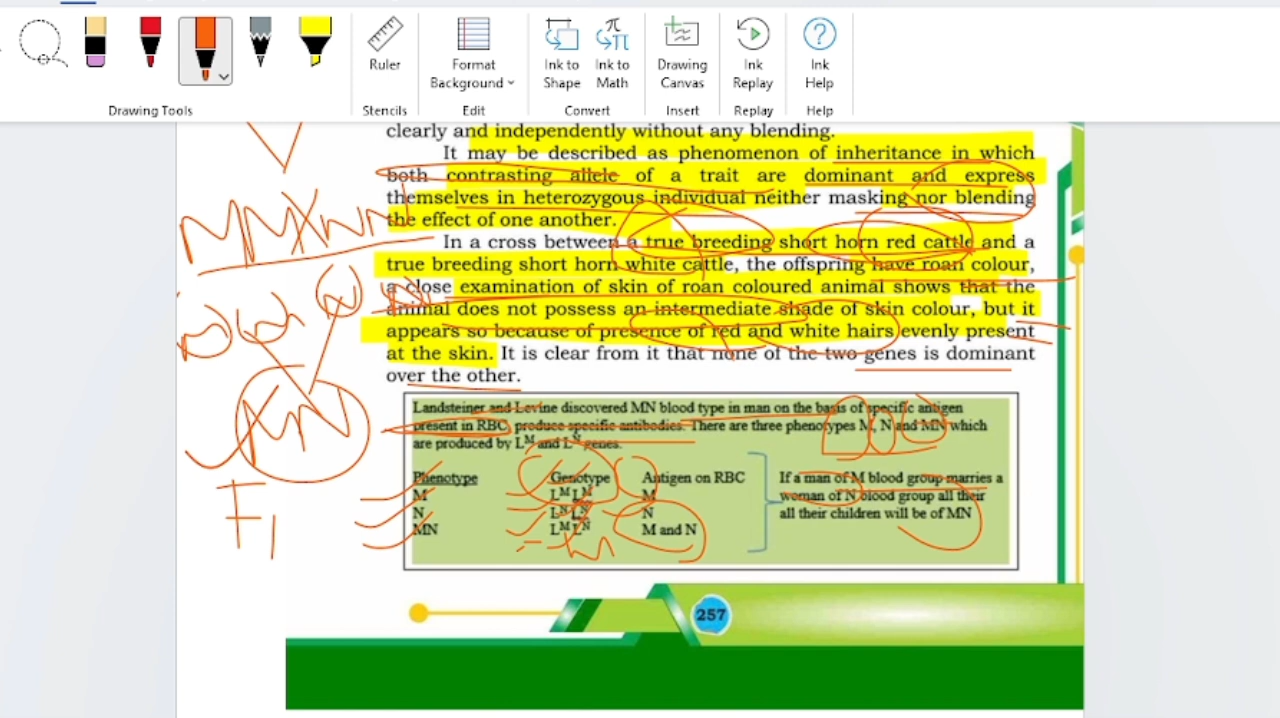 Ruler
Format
Background
Ink to
Shape
Ink to
Math
Drawing
Canvas
Ink
Replay
Ink
Help
Drawing Tools
Stencils
Edit
Convert
Insert
Replay
Help
clearly and independently without any blending.
It may be described as phenomenon of inheritance in which
both contrasting allele of a trait are dominant and express
themselves in heterozygous individual neither masking nor blending
the effect of one another.
In a cross between a true breeding short horn red cattle and a
true breeding short horn white cattle, the offspring have roan colour,
a close examination of skin of roan coloured animal shows that the
animal does not possess an intermediate shade of skin colour, but it
appears so because of presence of red and white hairs evenly present
at the skin. It is clear from it that none of the two genes is dominant
over the other.
MMXNN
MN
F1
Landsteiner and Levine discovered MN blood type in man on the basis of specific antigen
present in RBC, produce specific antibodies. There are three phenotypes M, N and MN which
are produced by L^M and L^N genes.
Phenotype Genotype Antigen on RBC
M L^M L^M M
N L^N L^N N
MN L^M L^N M and N
If a man of M blood group marries a
woman of N blood group all their
all their children will be of MN
257